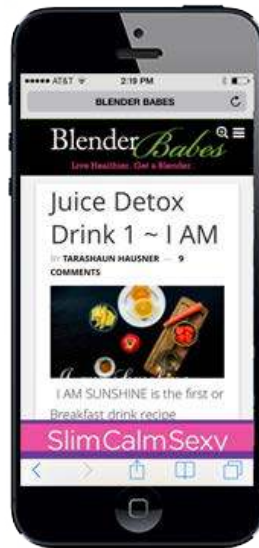 AT&T 2:19 PM
BLENDER BABES
Blender Babes
Live Healthier. Get a Blender.
Juice Detox
Drink 1 ~ I AM
BY TARASHAUN HAUSNER — 9
COMMENTS
I AM SUNSHINE is the first or
Breakfast drink recipe
SlimCalmSexy